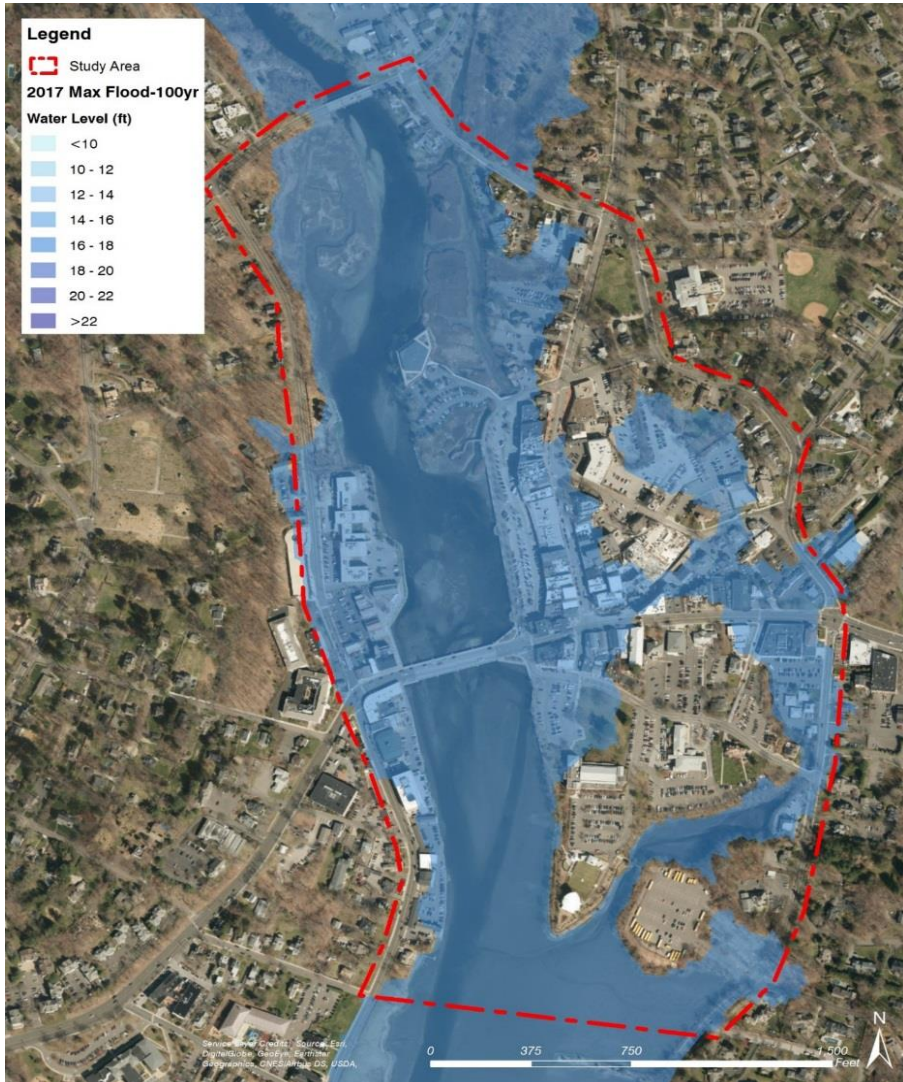 Legend
Study Area
2017 Max Flood-100yr
Water Level (ft)
<10
10 - 12
12 - 14
14 - 16
16 - 18
18 - 20
20 - 22
>22
Service Layer Credits: Source: Esri,
DigitalGlobe, GeoEye, Earthstar
Geographics, CNES/Airbus DS, USDA,
0 375 750 1,500
Feet
N